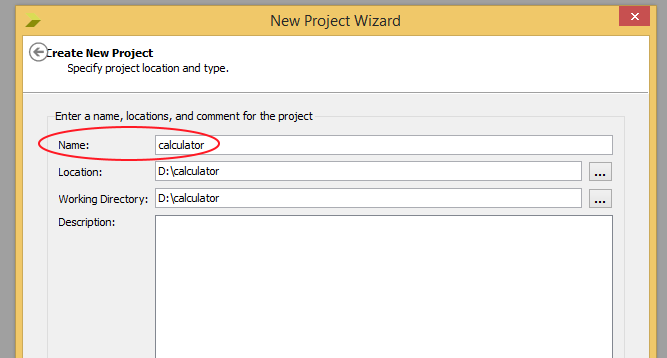 New Project Wizard
Create New Project
Specify project location and type.
Enter a name, locations, and comment for the project
Name: calculator
Location: D:\calculator ...
Working Directory: D:\calculator ...
Description: